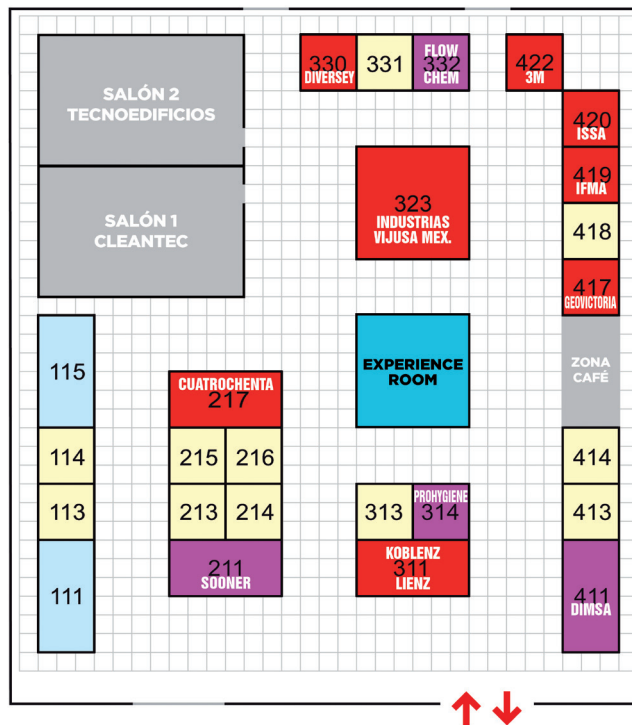 330
DIVERSEY
331
FLOW
332
CHEM
422
3M
SALÓN 2
TECNOEDIFICIOS
420
ISSA
419
IFMA
323
INDUSTRIAS
VIJUSA MEX.
SALÓN 1
CLEANTEC
418
417
GEOVICTORIA
115
EXPERIENCE
ROOM
ZONA
CAFÉ
CUATROCHENTA
217
114
215
216
414
113
213
214
313
PROHYGIENE
314
413
111
211
SOONER
KOBLENZ
311
LIENZ
411
DIMSA